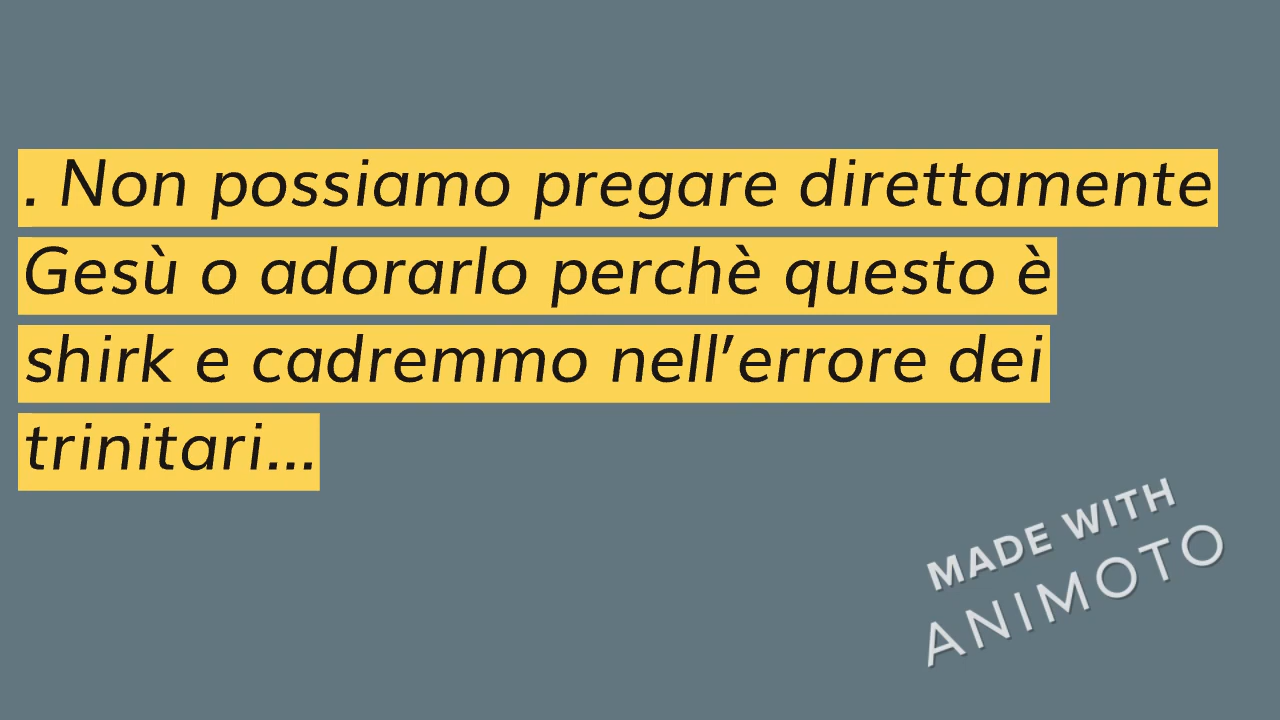 . Non possiamo pregare direttamente
Gesù o adorarlo perchè questo è
shirk e cadremmo nell’errore dei
trinitari...
MADE WITH
ANIMOTO